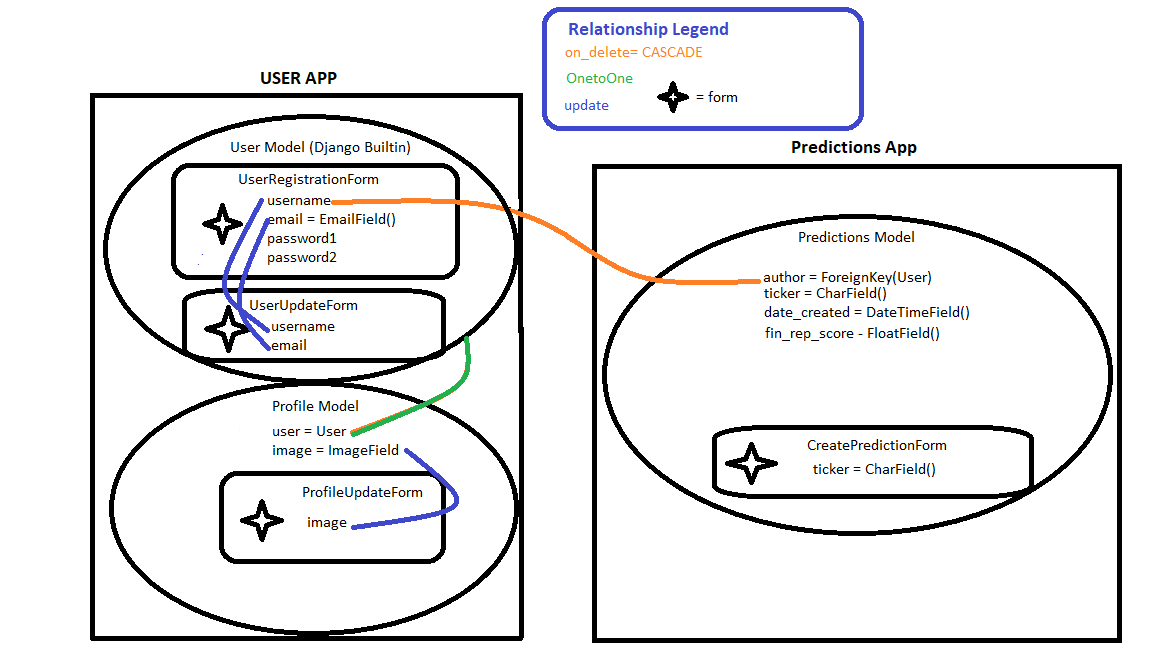 Relationship Legend
on_delete= CASCADE
OnetoOne
update
= form
USER APP
User Model (Django Builtin)
UserRegistrationForm
username
email = EmailField()
password1
password2
UserUpdateForm
username
email
Profile Model
user = User
image = ImageField
ProfileUpdateForm
image
Predictions App
Predictions Model
author = ForeignKey(User)
ticker = CharField()
date_created = DateTimeField()
fin_rep_score - FloatField()
CreatePredictionForm
ticker = CharField()